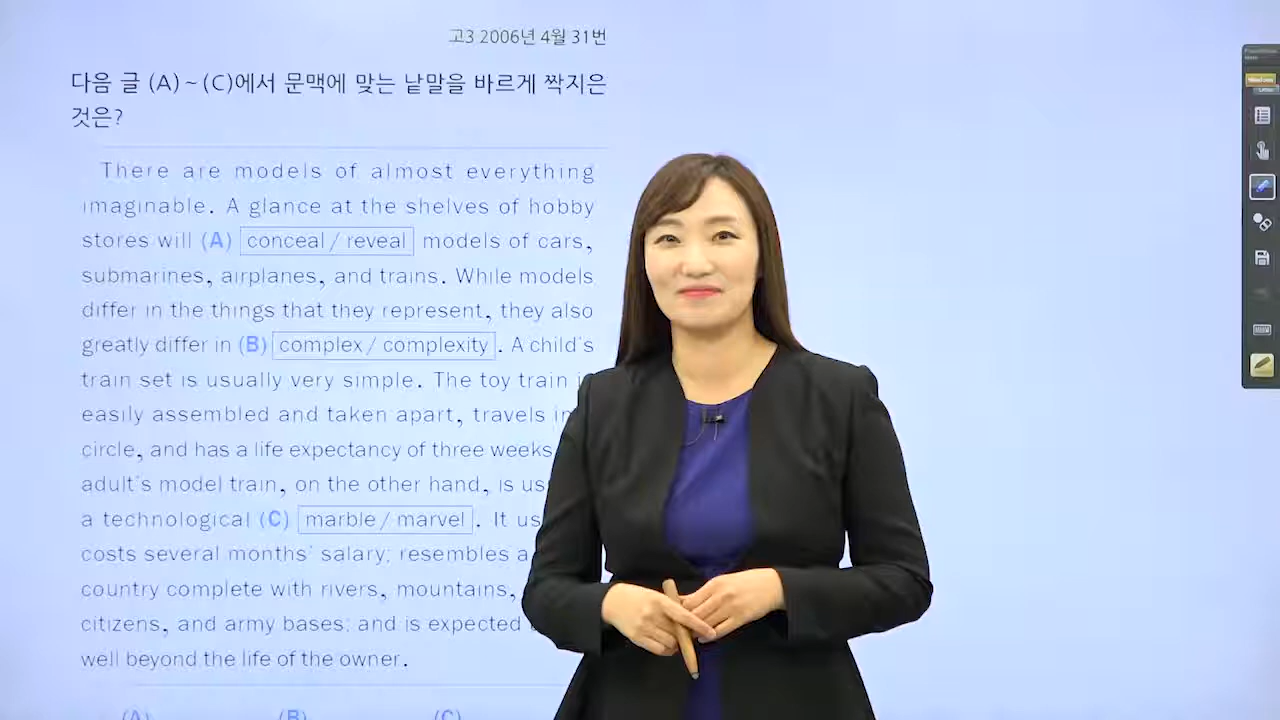 고3 2006년 4월 31번
다음 글 (A)~(C)에서 문맥에 맞는 낱말을 바르게 짝지은
것은?
There are models of almost everything
imaginable. A glance at the shelves of hobby
stores will (A) conceal / reveal models of cars,
submarines, airplanes, and trains. While models
differ in the things that they represent, they also
greatly differ in (B) complex / complexity. A child's
train set is usually very simple. The toy train
easily assembled and taken apart, travels in
circle, and has a life expectancy of three weeks
adult's model train, on the other hand, is
a technological (C) marble / marvel. It
costs several months' salary; resembles a
country complete with rivers, mountains,
citizens, and army bases; and is expected
well beyond the life of the owner.
(A) (B) (C)